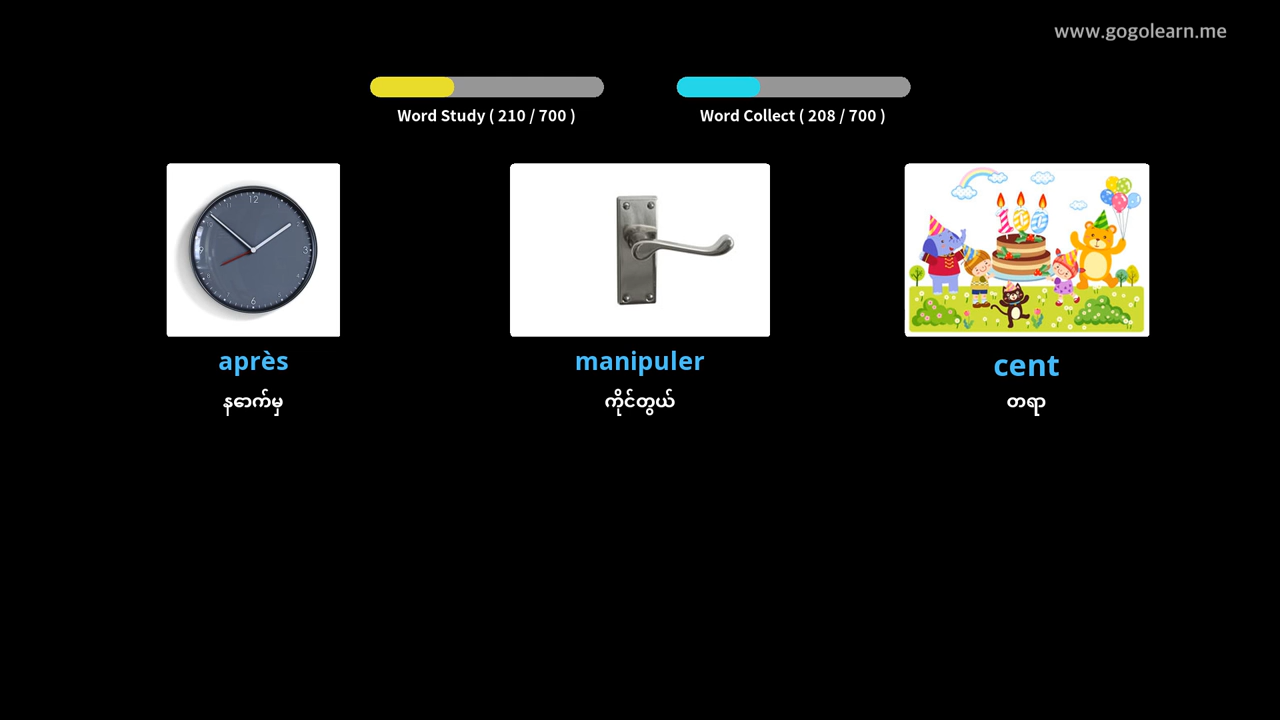 www.gogolearn.me
Word Study ( 210 / 700 )
Word Collect ( 208 / 700 )
après
manipuler
cent
နောက်မှ
ကိုင်တွယ်
တရာ